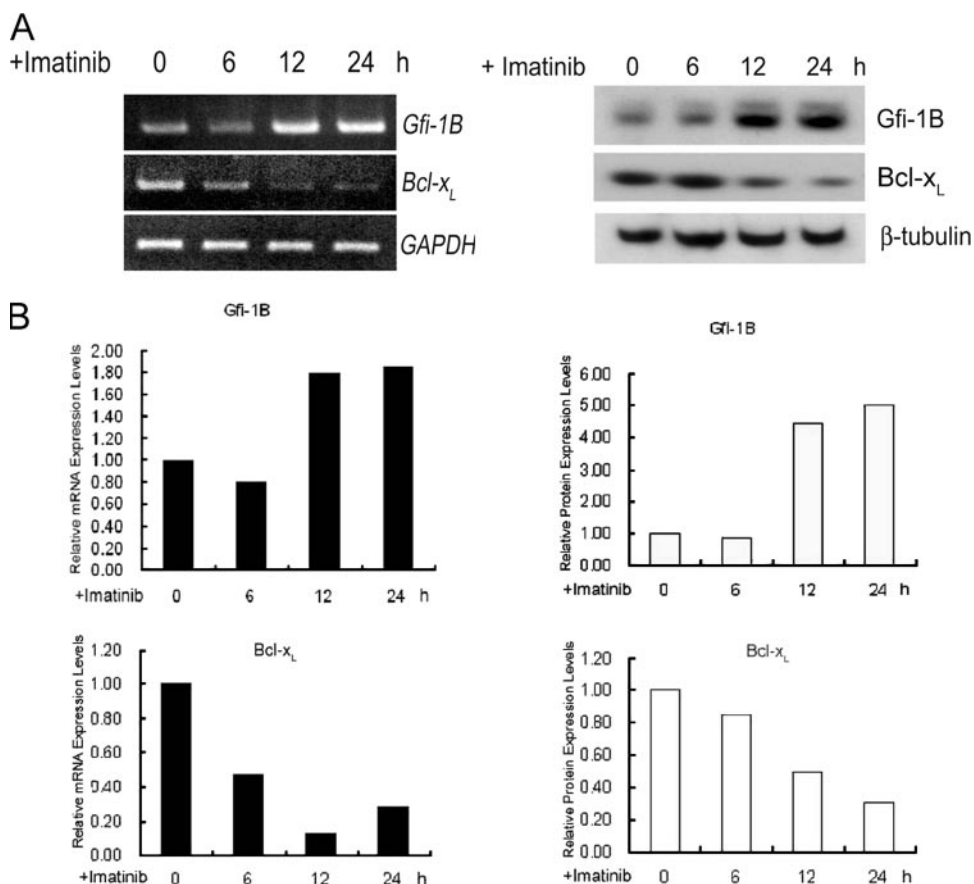 A
+Imatinib 0 6 12 24 h
Gfi-1B
Bcl-xL
GAPDH
+ Imatinib 0 6 12 24 h
Gfi-1B
Bcl-xL
β-tubulin
B
Gfi-1B
Relative mRNA Expression Levels
2.00
1.80
1.60
1.40
1.20
1.00
0.80
0.60
0.40
0.20
0.00
+Imatinib 0 6 12 24 h
Gfi-1B
Relative Protein Expression Levels
6.00
5.00
4.00
3.00
2.00
1.00
0.00
+Imatinib 0 6 12 24 h
Bcl-xL
Relative mRNA Expression Levels
1.20
1.00
0.80
0.60
0.40
0.20
0.00
+Imatinib 0 6 12 24 h
Bcl-xL
Relative Protein Expression Levels
1.20
1.00
0.80
0.60
0.40
0.20
0.00
+Imatinib 0 6 12 24 h